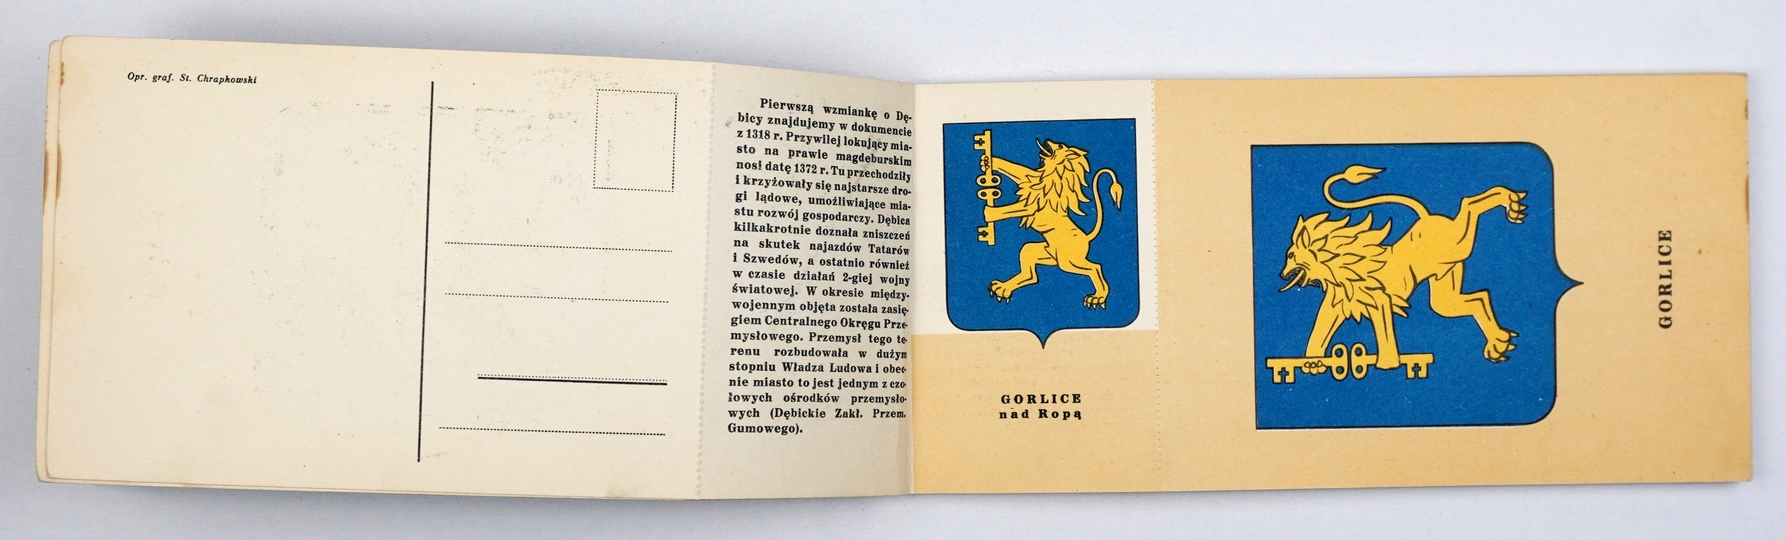 Opr. graf. St. Chrapkowski
Pierwszą wzmiankę o Dę-
bicy znajdujemy w dokumencie
z 1318 r. Przywilej lokujący mia-
sto na prawie magdeburskim
nosi datę 1372 r. Tu przechodziły
i krzyżowały się najstarsze dro-
gi lądowe, umożliwiające mia-
stu rozwój gospodarczy. Dębica
kilkakrotnie doznała zniszczeń
na skutek najazdów Tatarów
i Szwedów, a ostatnio również
w czasie działań 2-giej wojny
światowej. W okresie między-
wojennym objęta została zasię-
giem Centralnego Okręgu Prze-
mysłowego. Przemysł tego te-
renu rozbudowała w dużym
stopniu Władza Ludowa i obec-
nie miasto to jest jednym z czo-
łowych ośrodków przemysło-
wych (Dębickie Zakł. Przem.
Gumowego).
GORLICE
nad Ropą
GORLICE